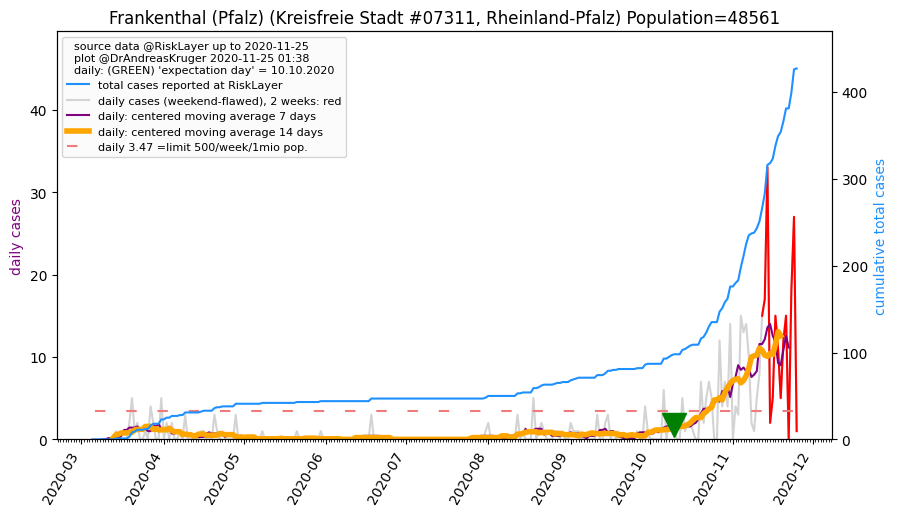 Frankenthal (Pfalz) (Kreisfreie Stadt #07311, Rheinland-Pfalz) Population=48561
source data @RiskLayer up to 2020-11-25
plot @DrAndreasKruger 2020-11-25 01:38
daily: (GREEN) 'expectation day' = 10.10.2020
total cases reported at RiskLayer
daily cases (weekend-flawed), 2 weeks: red
daily: centered moving average 7 days
daily: centered moving average 14 days
daily 3.47 =limit 500/week/1mio pop.
daily cases
0
10
20
30
40
cumulative total cases
0
100
200
300
400
2020-03
2020-04
2020-05
2020-06
2020-07
2020-08
2020-09
2020-10
2020-11
2020-12